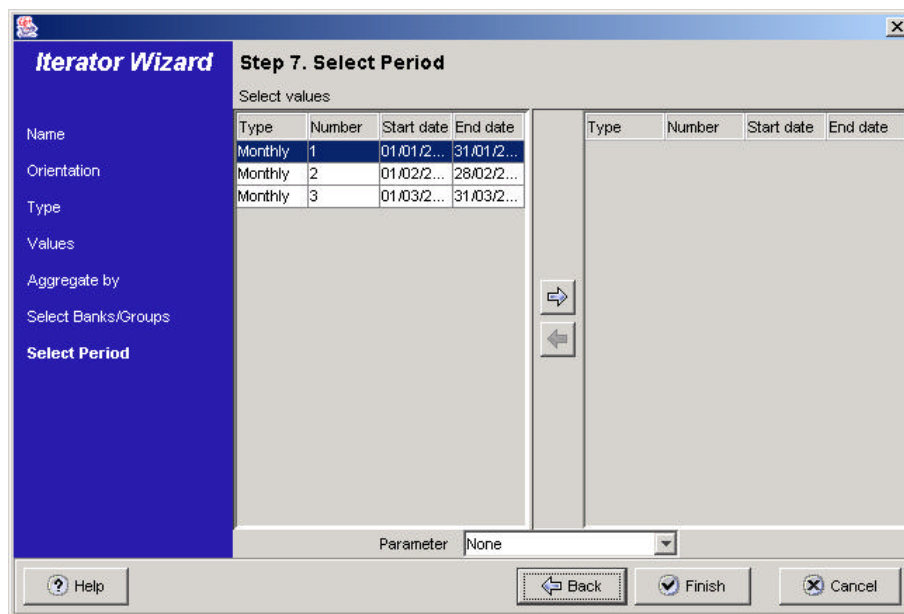 Iterator Wizard
Step 7. Select Period
Select values
Name
Orientation
Type
Values
Aggregate by
Select Banks/Groups
Select Period
Type Number Start date End date
Monthly 1 01/01/2... 31/01/2...
Monthly 2 01/02/2... 28/02/2...
Monthly 3 01/03/2... 31/03/2...
Type Number Start date End date
Parameter None
Help Back Finish Cancel